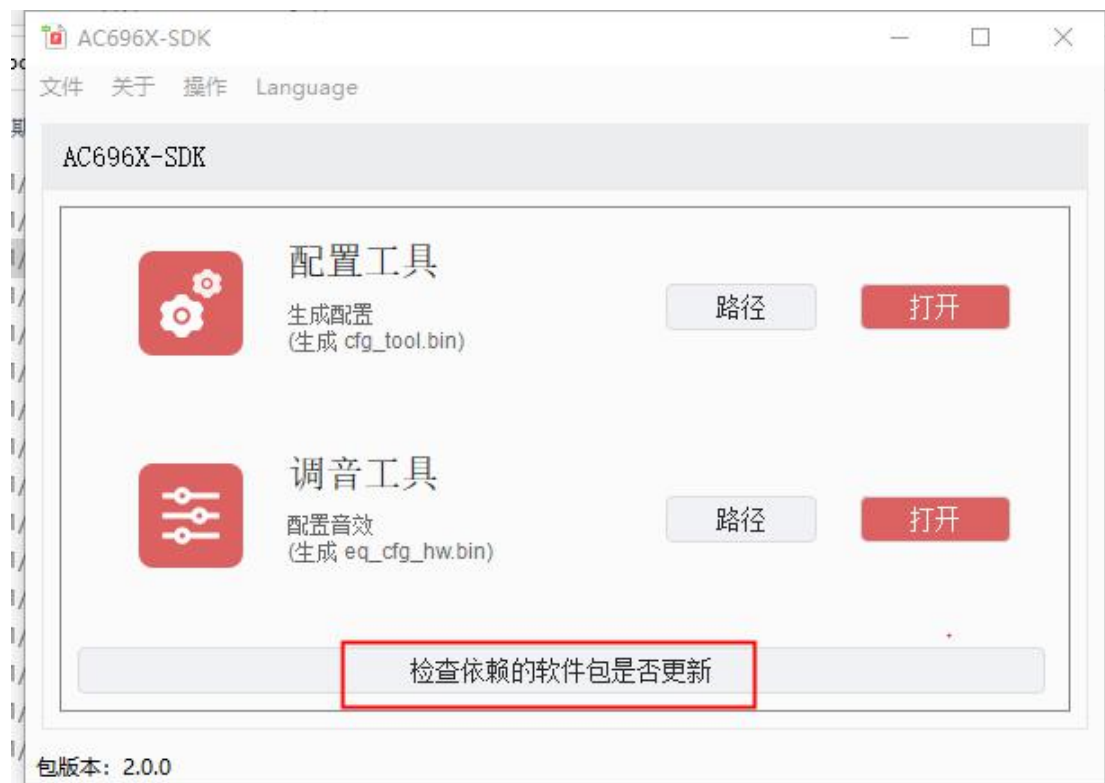 AC696X-SDK
文件 关于 操作 Language
AC696X-SDK
配置工具
生成配置
(生成 cfg_tool.bin)
路径 打开
调音工具
配置音效
(生成 eq_cfg_hw.bin)
路径 打开
检查依赖的软件包是否更新
包版本: 2.0.0